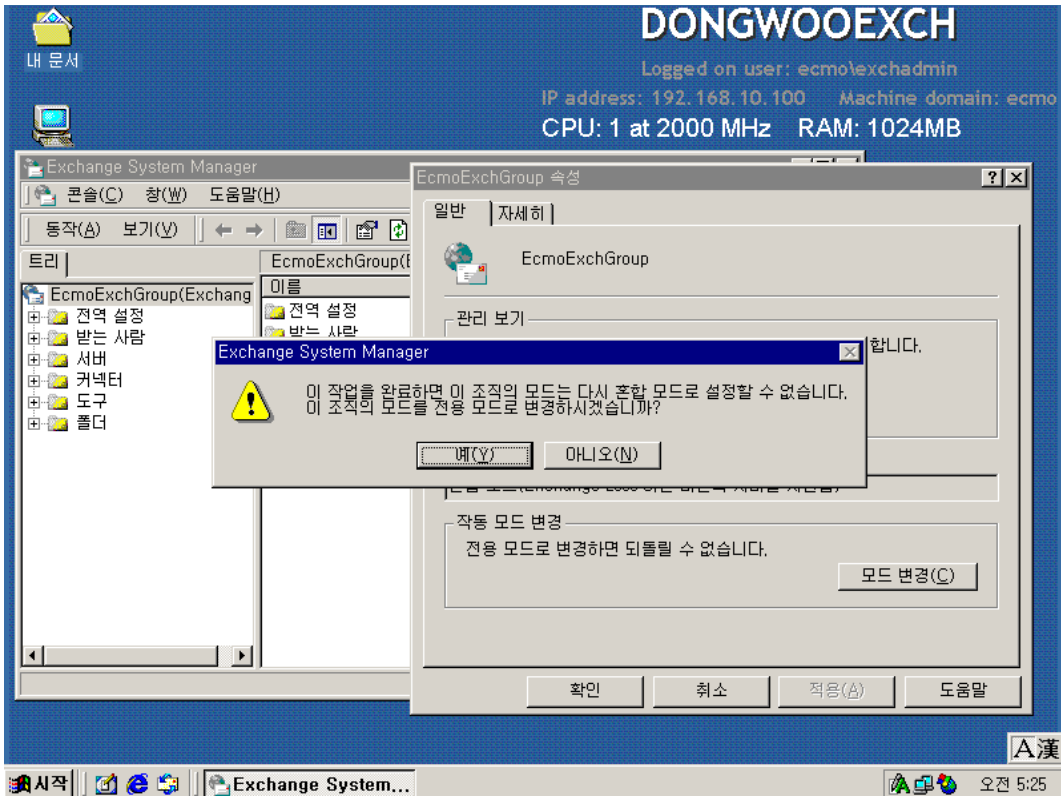 내 문서
DONGWOOEXCH
Logged on user: ecmo\exchadmin
IP address: 192.168.10.100 Machine domain: ecmo
CPU: 1 at 2000 MHz RAM: 1024MB
Exchange System Manager
콘솔(C) 창(W) 도움말(H)
동작(A) 보기(V)
트리
EcmoExchGroup(Exchang
전역 설정
받는 사람
서버
커넥터
도구
폴더
EcmoExchGroup(E
이름
전역 설정
받는 사람
EcmoExchGroup 속성
일반 자세히
EcmoExchGroup
관리 보기
합니다.
Exchange System Manager
이 작업을 완료하면 이 조직의 모드는 다시 혼합 모드로 설정할 수 없습니다.
이 조직의 모드를 전용 모드로 변경하시겠습니까?
예(Y) 아니오(N)
작동 모드 변경
전용 모드로 변경하면 되돌릴 수 없습니다.
모드 변경(C)
확인 취소 적용(A) 도움말
A漢
시작 Exchange System... 오전 5:25